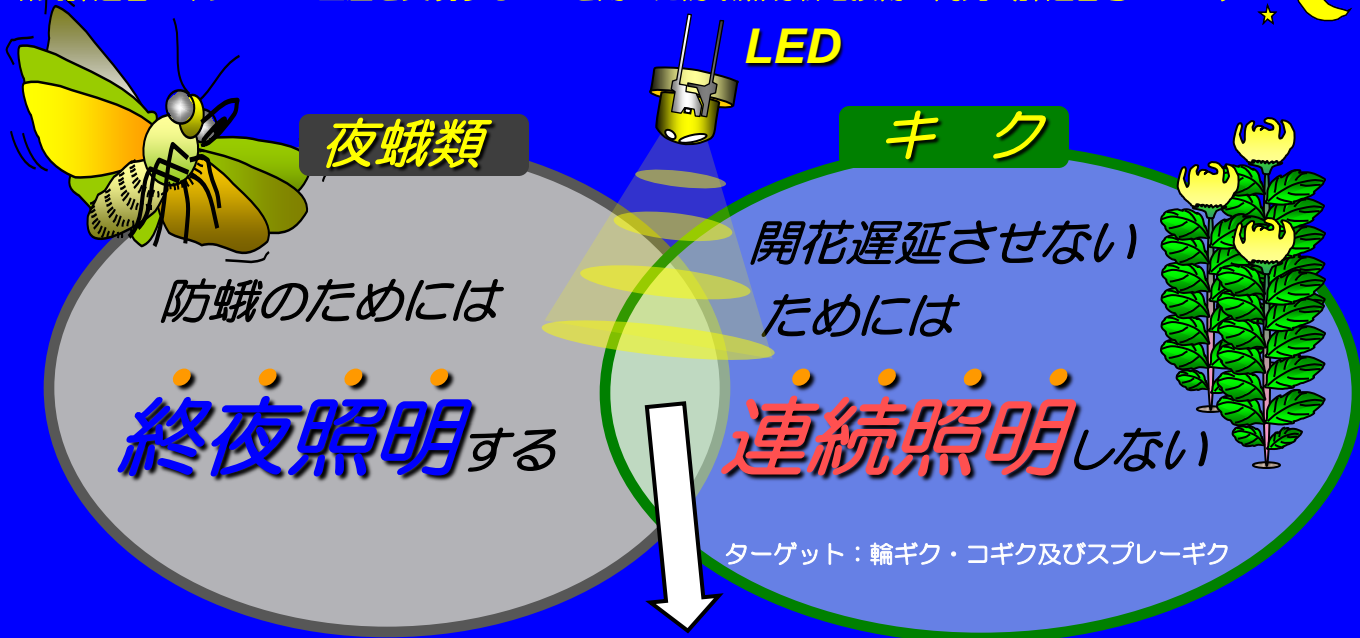 LED
夜蛾類
キ ク
防蛾のためには
終夜照明する
開花遅延させない
ためには
連続照明しない
ターゲット：輪ギク・コギク及びスプレーギク